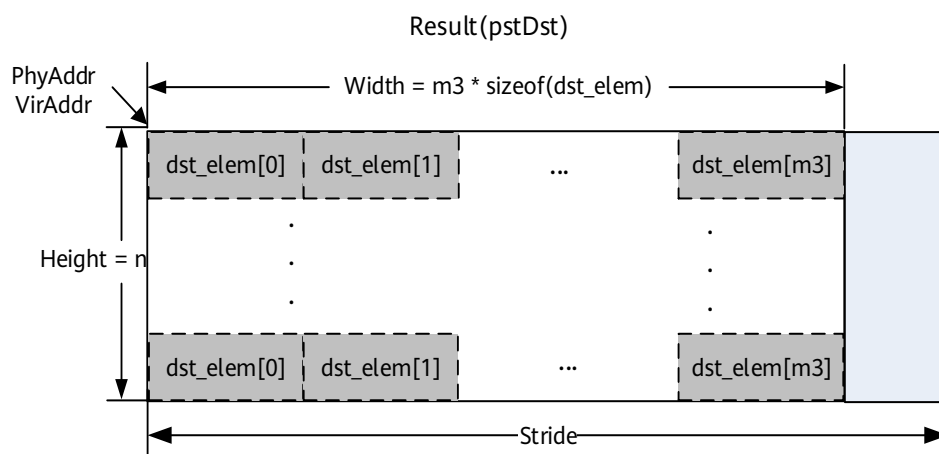 Result(pstDst)
PhyAddr
VirAddr
Width = m3 * sizeof(dst_elem)
dst_elem[0] dst_elem[1] ... dst_elem[m3]
Height = n
dst_elem[0] dst_elem[1] ... dst_elem[m3]
Stride